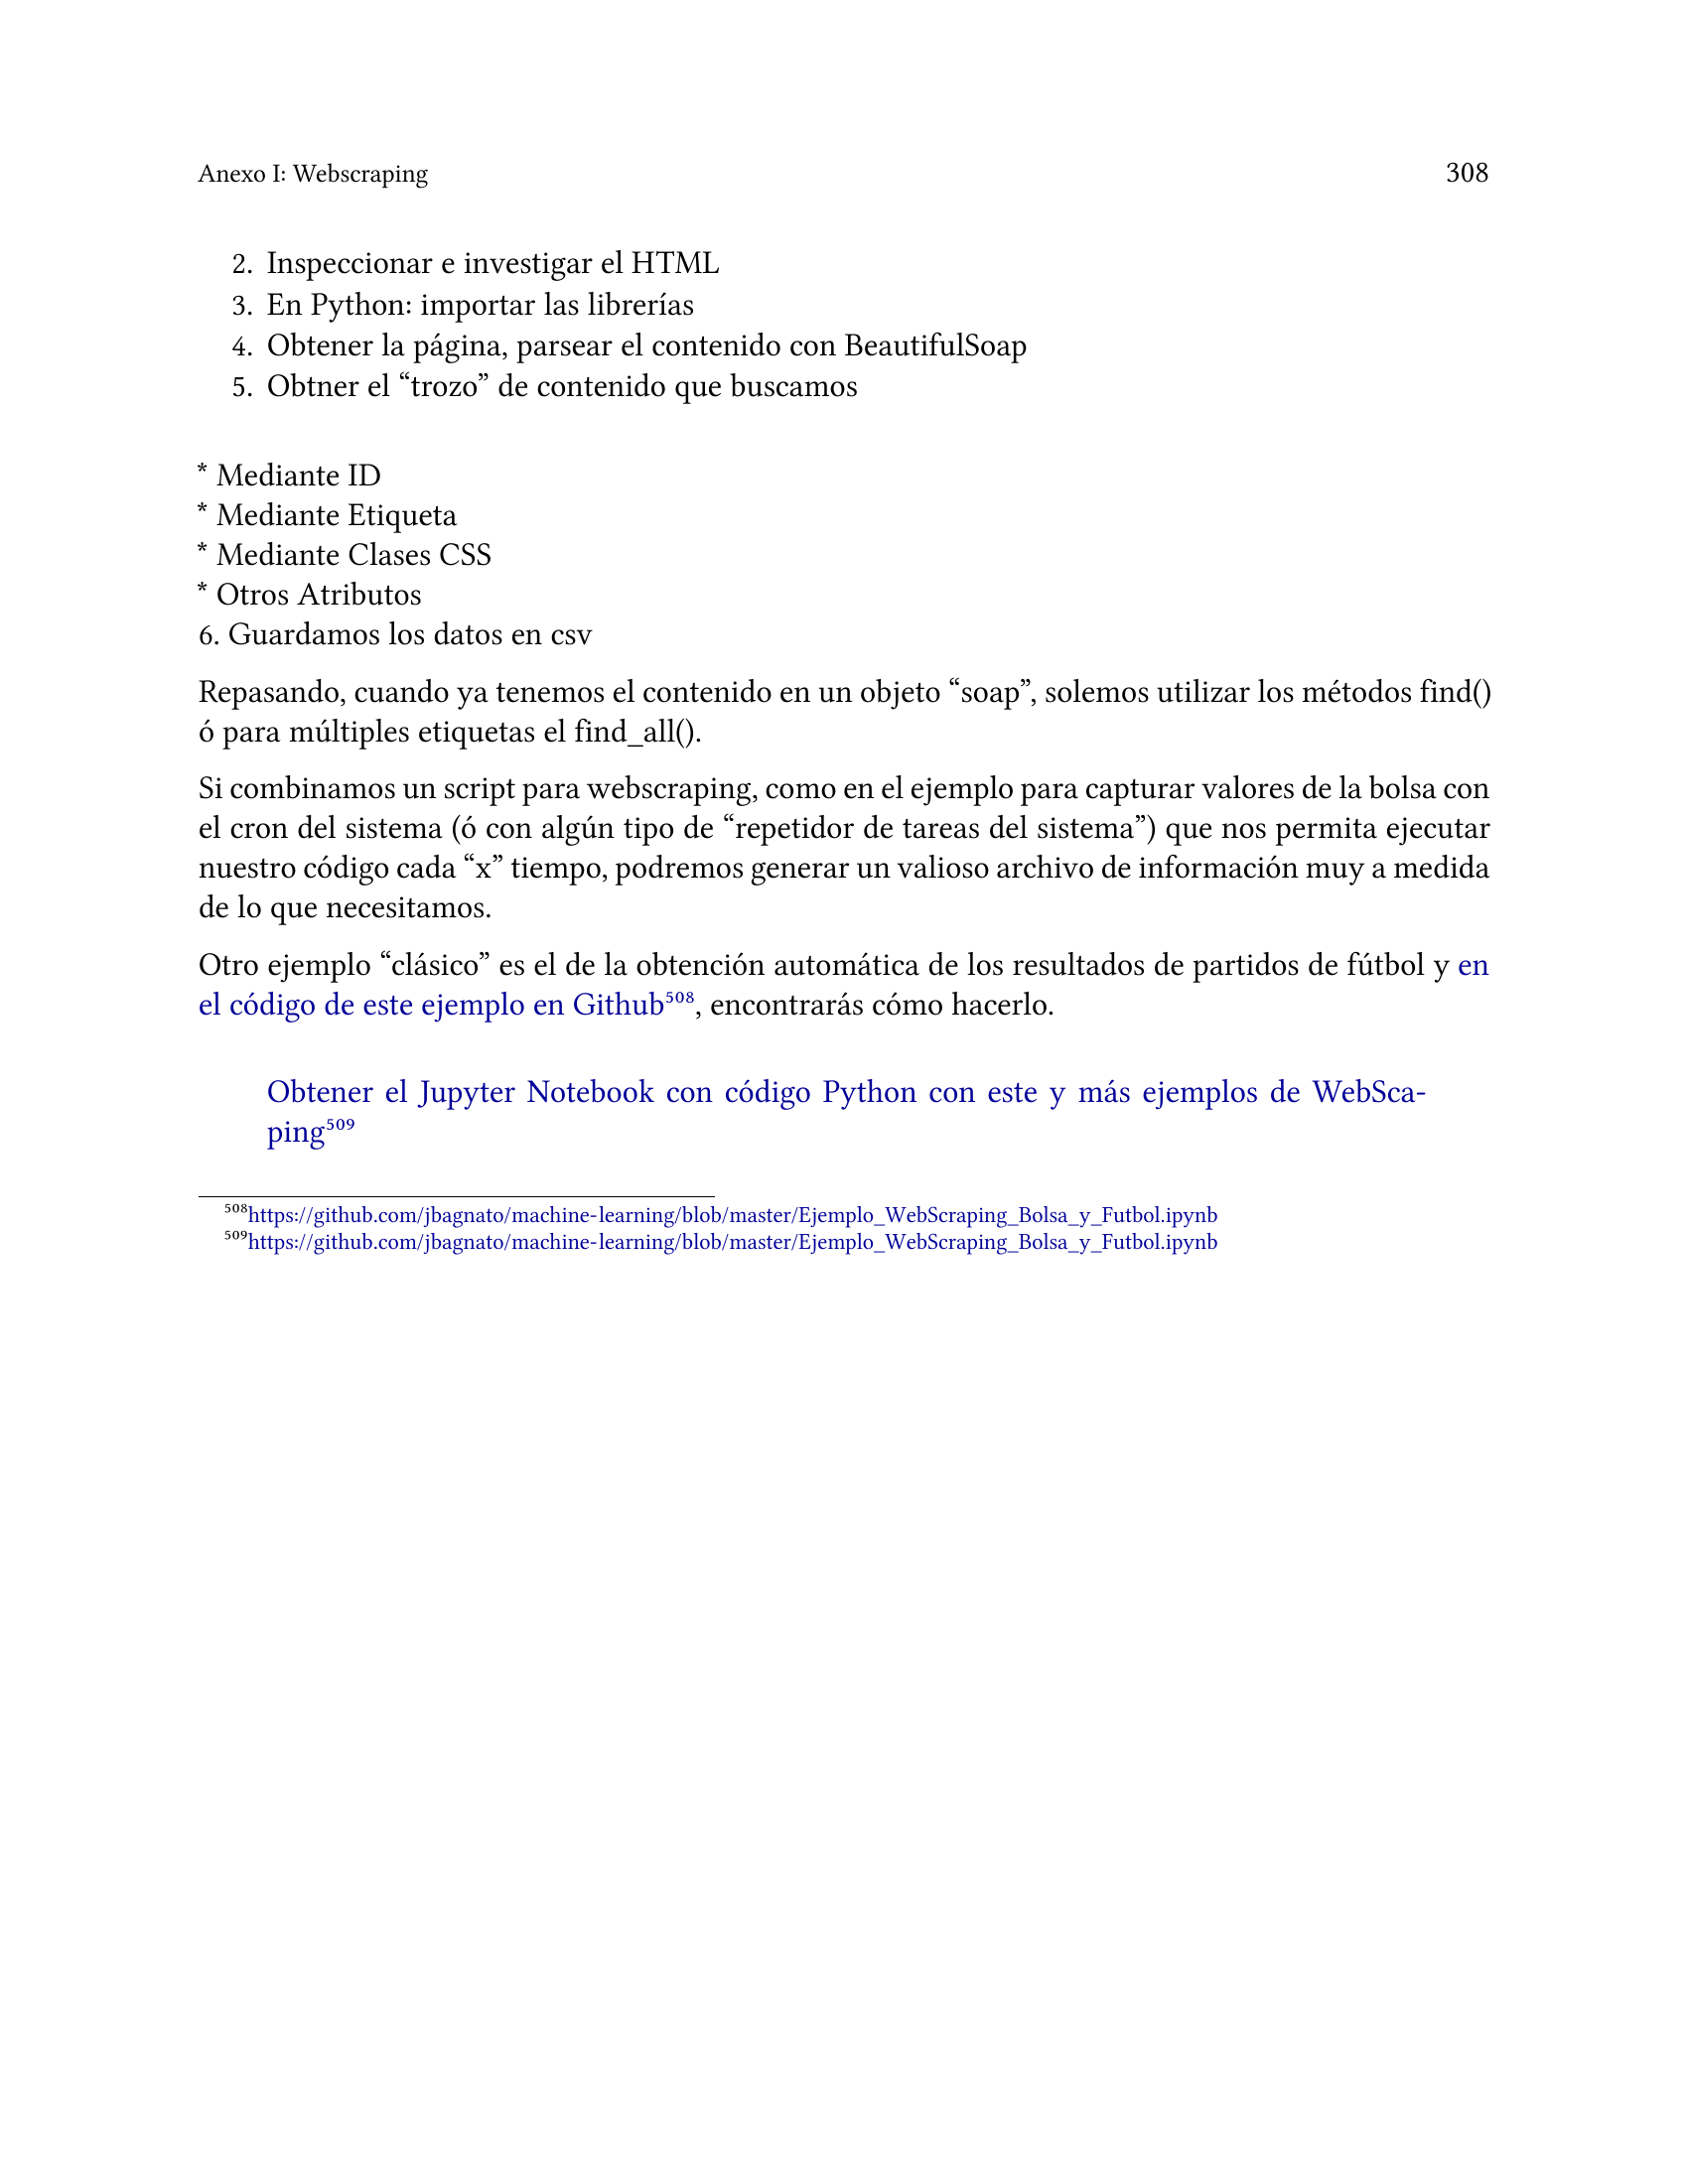 Anexo I: Webscraping 308
2. Inspeccionar e investigar el HTML
3. En Python: importar las librerías
4. Obtener la página, parsear el contenido con BeautifulSoap
5. Obtner el “trozo” de contenido que buscamos
* Mediante ID
* Mediante Etiqueta
* Mediante Clases CSS
* Otros Atributos
6. Guardamos los datos en csv
Repasando, cuando ya tenemos el contenido en un objeto “soap”, solemos utilizar los métodos find()
ó para múltiples etiquetas el find_all().
Si combinamos un script para webscraping, como en el ejemplo para capturar valores de la bolsa con
el cron del sistema (ó con algún tipo de “repetidor de tareas del sistema”) que nos permita ejecutar
nuestro código cada “x” tiempo, podremos generar un valioso archivo de información muy a medida
de lo que necesitamos.
Otro ejemplo “clásico” es el de la obtención automática de los resultados de partidos de fútbol y en
el código de este ejemplo en Github⁵⁰⁸, encontrarás cómo hacerlo.
Obtener el Jupyter Notebook con código Python con este y más ejemplos de WebSca-
ping⁵⁰⁹
⁵⁰⁸https://github.com/jbagnato/machine-learning/blob/master/Ejemplo_WebScraping_Bolsa_y_Futbol.ipynb
⁵⁰⁹https://github.com/jbagnato/machine-learning/blob/master/Ejemplo_WebScraping_Bolsa_y_Futbol.ipynb